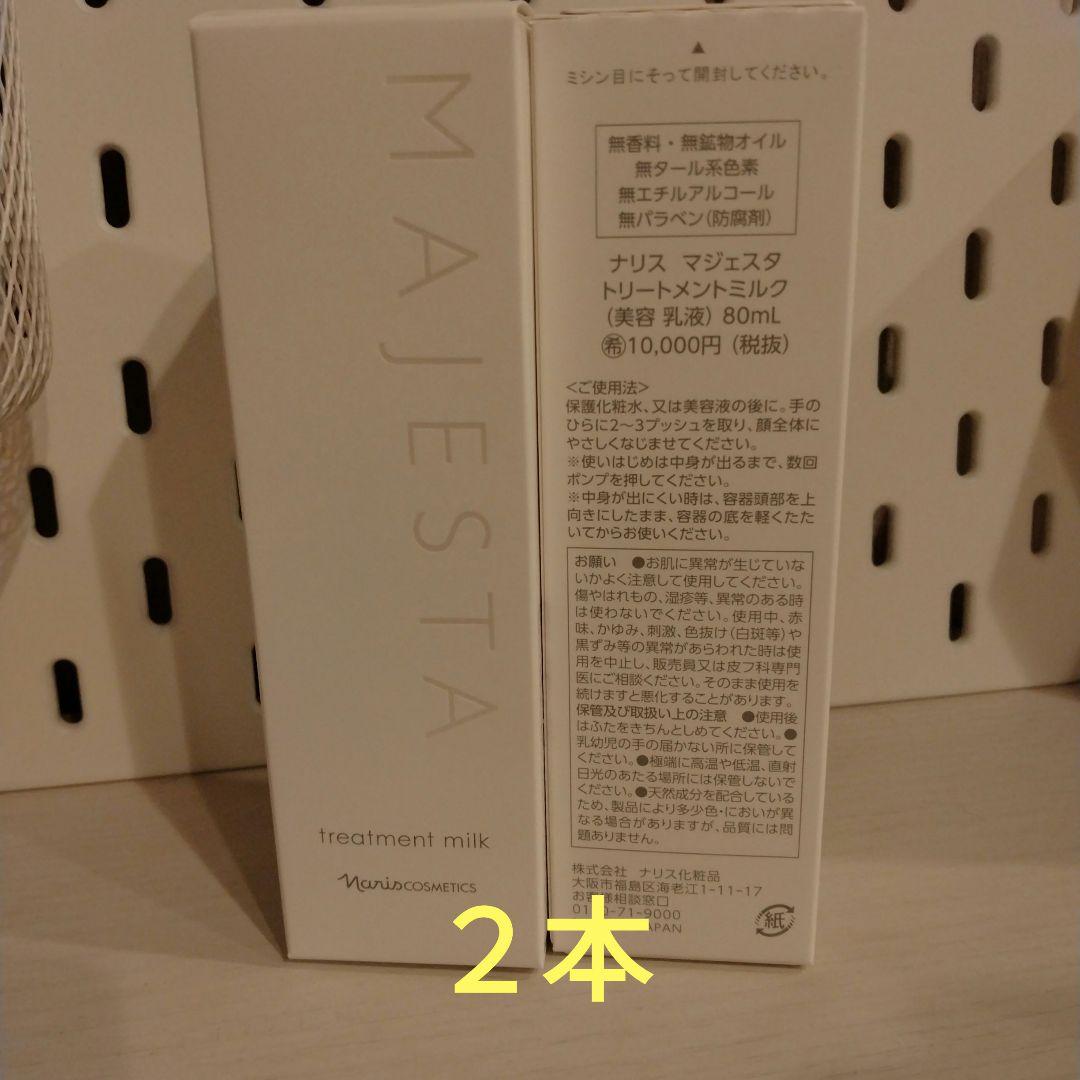 MAJESTA
treatment milk
Naris COSMETICS
▲
ミシン目にそって開封してください。
無香料・無鉱物オイル
無タール系色素
無エチルアルコール
無パラベン(防腐剤)
ナリス マジェスタ
トリートメントミルク
(美容 乳液) 80mL
㊝10,000円 (税抜)
<ご使用法>
保護化粧水、又は美容液の後に。手の
ひらに2〜3プッシュを取り、顔全体に
やさしくなじませてください。
※使いはじめは中身が出るまで、数回
ポンプを押してください。
※中身が出にくい時は、容器頭部を上
向きにしたまま、容器の底を軽くたた
いてからお使いください。
お願い ●お肌に異常が生じていな
いかよく注意して使用してください。
傷やはれもの、湿疹等、異常のある時
は使わないでください。使用中、赤
味、かゆみ、刺激、色抜け(白斑等)や
黒ずみ等の異常があらわれた時は使
用を中止し、販売員又は皮フ科専門
医にご相談ください。そのまま使用を
続けますと悪化することがあります。
保管及び取扱い上の注意 ●使用後
はふたをきちんとしめてください。●
乳幼児の手の届かない所に保管して
ください。●極端に高温や低温、直射
日光のあたる場所には保管しないで
ください。●天然成分を配合している
ため、製品により多少色・においが異
なる場合がありますが、品質には問
題ありません。
株式会社 ナリス化粧品
大阪市福島区海老江1-11-17
お客様相談窓口
-71-9000
JAPAN
紙
2本